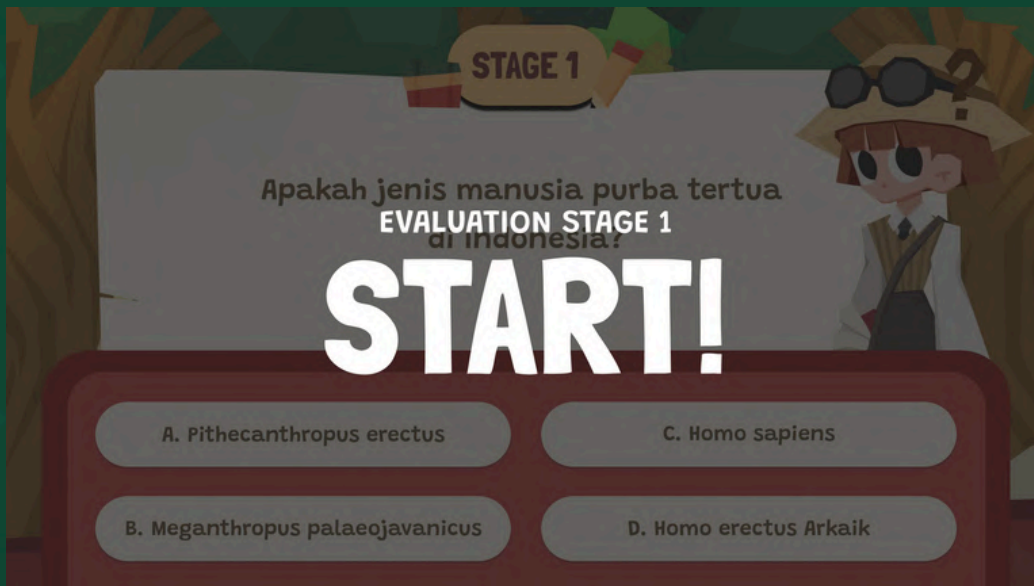 STAGE 1
Apakah jenis manusia purba tertua
EVALUATION STAGE 1
di indonesia?
START!
A. Pithecanthropus erectus
C. Homo sapiens
B. Meganthropus palaeojavanicus
D. Homo erectus Arkaik